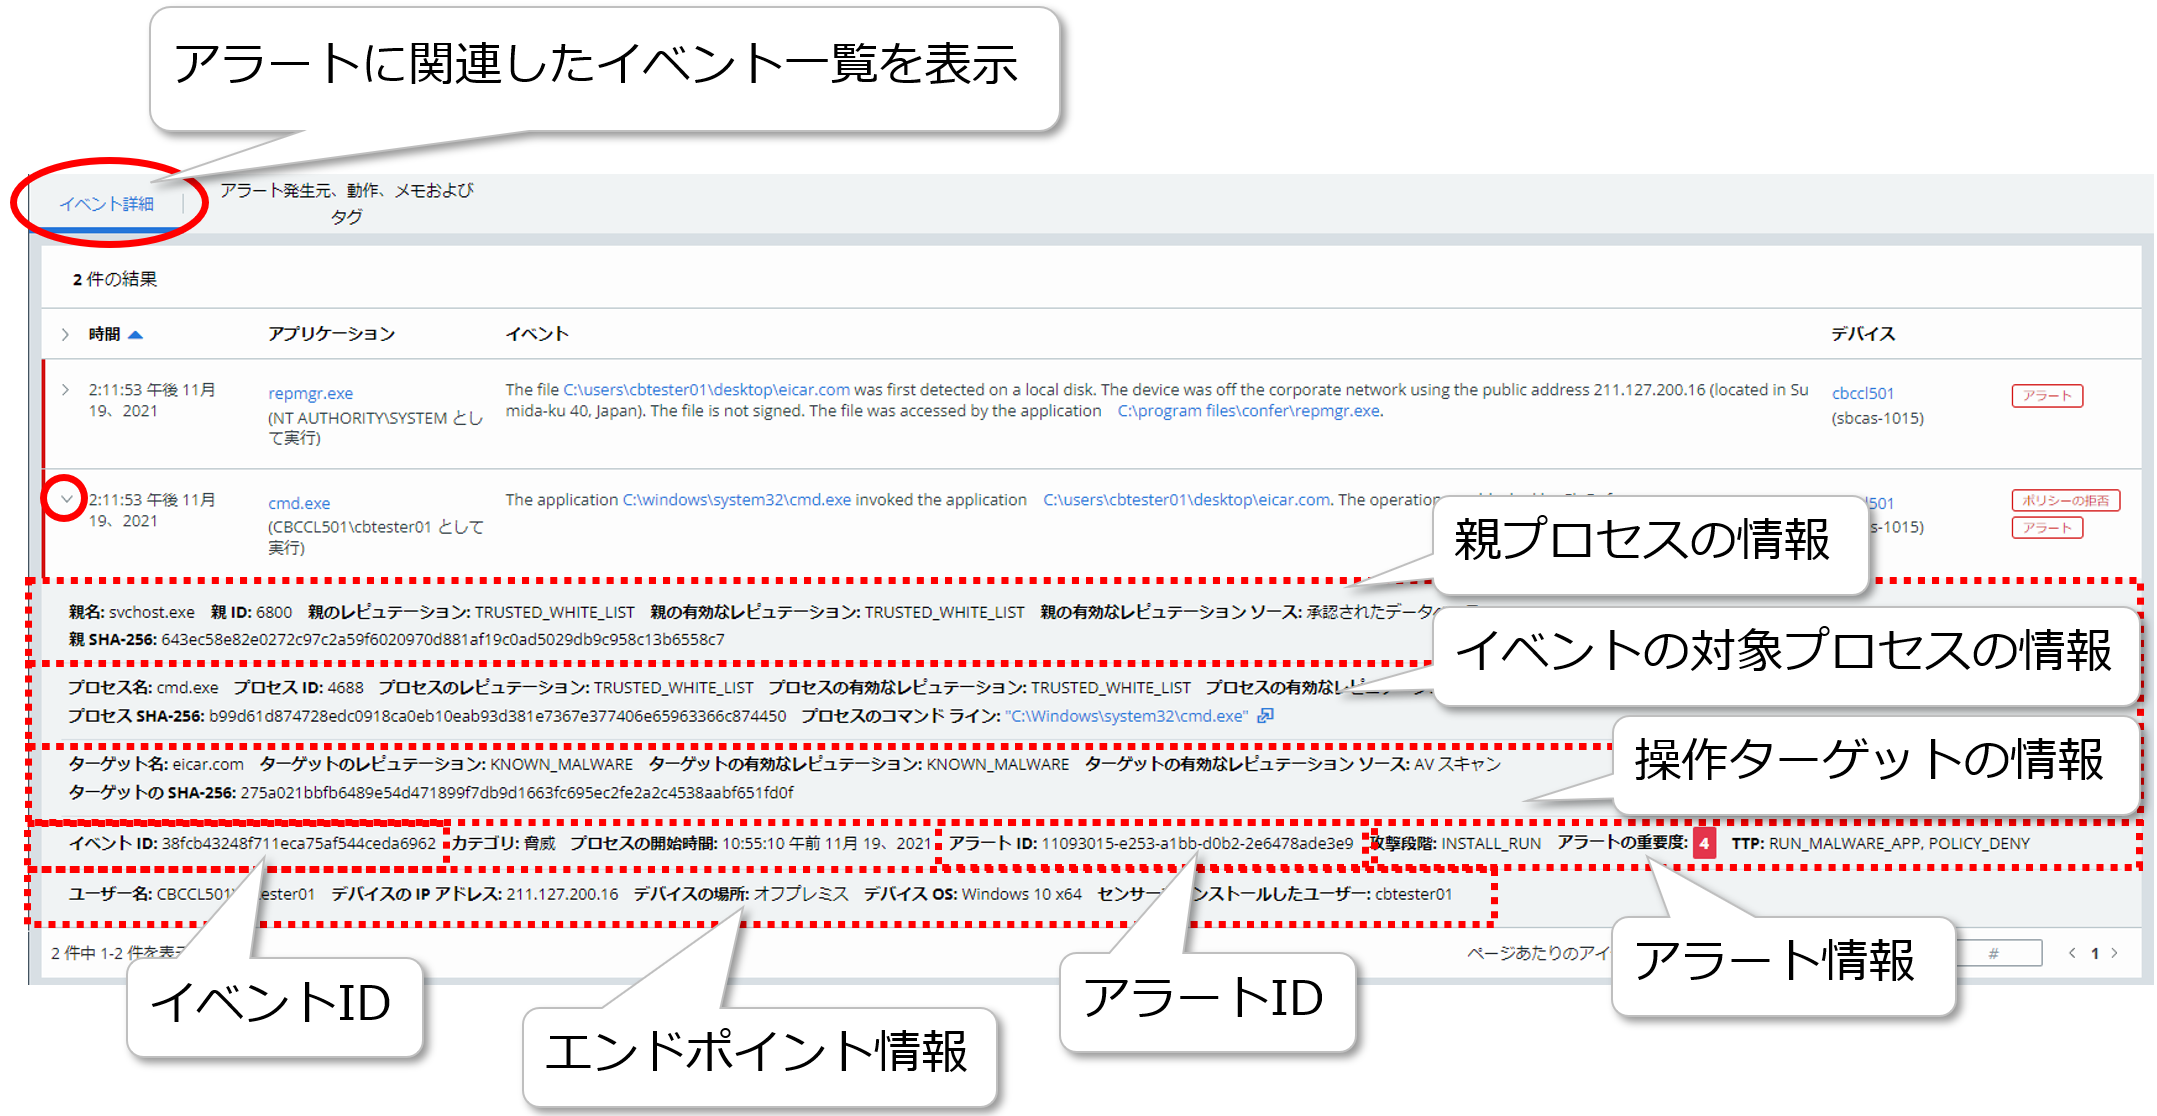 アラートに関連したイベント一覧を表示
イベント詳細
アラート発生元、動作、メモおよび
タグ
2 件の結果
時間 アプリケーション イベント デバイス
2:11:53 午後 11月
19、2021
repmgr.exe
(NT AUTHORITY\SYSTEM とし
て実行)
The file C:\users\cbtester01\desktop\eicar.com was first detected on a local disk. The device was off the corporate network using the public address 211.127.200.16 (located in Su
mida-ku 40, Japan). The file is not signed. The file was accessed by the application C:\program files\confer\repmgr.exe.
cbccl501
(sbcas-1015)
アラート
2:11:53 午後 11月
19、2021
cmd.exe
(CBCCL501\cbtester01 として
実行)
The application C:\windows\system32\cmd.exe invoked the application C:\users\cbtester01\desktop\eicar.com. The operation
501
s-1015)
ポリシーの拒否
アラート
親プロセスの情報
親名: svchost.exe 親 ID: 6800 親のレピュテーション: TRUSTED_WHITE_LIST 親の有効なレピュテーション: TRUSTED_WHITE_LIST 親の有効なレピュテーション ソース: 承認されたデータ
親 SHA-256: 643ec58e82e0272c97c2a59f6020970d881af19c0ad5029db9c958c13b6558c7
イベントの対象プロセスの情報
プロセス名: cmd.exe プロセス ID: 4688 プロセスのレピュテーション: TRUSTED_WHITE_LIST プロセスの有効なレピュテーション: TRUSTED_WHITE_LIST プロセスの有効な
プロセス SHA-256: b99d61d874728edc0918ca0eb10eab93d381e7367e377406e65963366c874450 プロセスのコマンド ライン: "C:\Windows\system32\cmd.exe"
操作ターゲットの情報
ターゲット名: eicar.com ターゲットのレピュテーション: KNOWN_MALWARE ターゲットの有効なレピュテーション: KNOWN_MALWARE ターゲットの有効なレピュテーション ソース: AV スキャン
ターゲットの SHA-256: 275a021bbfb6489e54d471899f7db9d1663fc695ec2fe2a2c4538aabf651fd0f
イベント ID: 38fcb43248f711eca75af544ceda6962 カテゴリ: 脅威 プロセスの開始時間: 10:55:10 午前 11月 19、2021 アラート ID: 11093015-e253-a1bb-d0b2-2e6478ade3e9 攻撃段階: INSTALL_RUN アラートの重要度: 4 TTP: RUN_MALWARE_APP, POLICY_DENY
ユーザー名: CBCCL501\ ester01 デバイスの IP アドレス: 211.127.200.16 デバイスの場所: オフプレミス デバイス OS: Windows 10 x64 センサー ンストールしたユーザー: cbtester01
2 件中 1-2 件を表 ページあたりのアイ # 1
イベントID
エンドポイント情報
アラートID
アラート情報